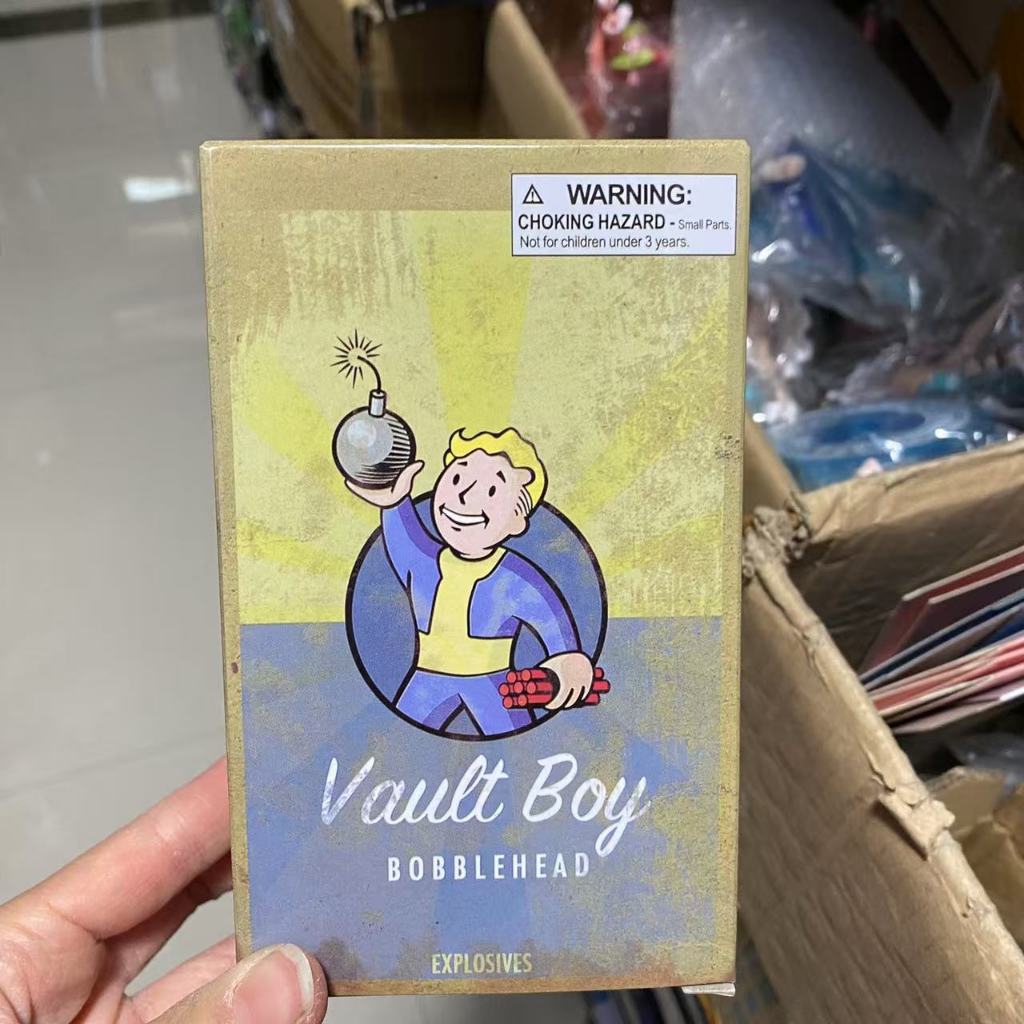 WARNING:
CHOKING HAZARD - Small Parts.
Not for children under 3 years.
Vault Boy
BOBBLEHEAD
EXPLOSIVES